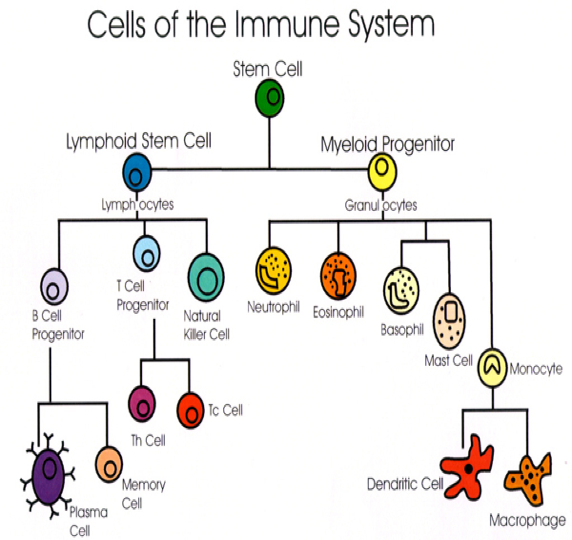 Cells of the Immune System
Stem Cell
Lymphoid Stem Cell
Myeloid Progenitor
Lymphocytes
Granulocytes
B Cell
Progenitor
T Cell
Progenitor
Natural
Killer Cell
Neutrophil
Eosinophil
Basophil
Mast Cell
Monocyte
Th Cell
Tc Cell
Plasma
Cell
Memory
Cell
Dendritic Cell
Macrophage